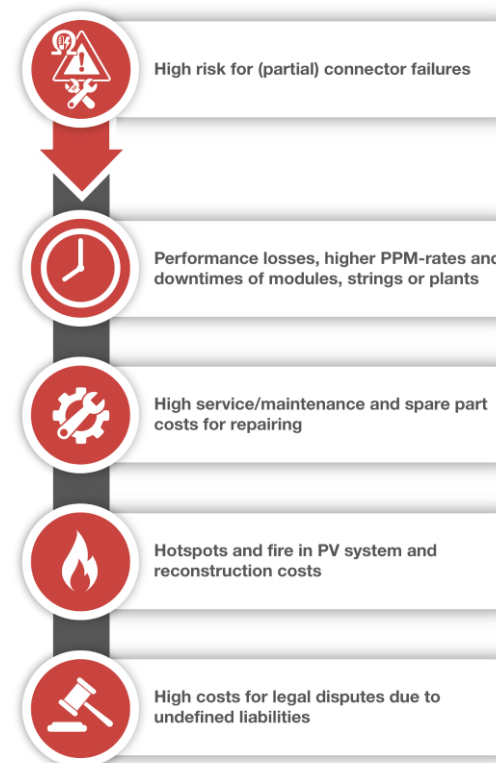 Ω
High risk for (partial) connector failures
Performance losses, higher PPM-rates and
downtimes of modules, strings or plants
High service/maintenance and spare part
costs for repairing
Hotspots and fire in PV system and
reconstruction costs
High costs for legal disputes due to
undefined liabilities